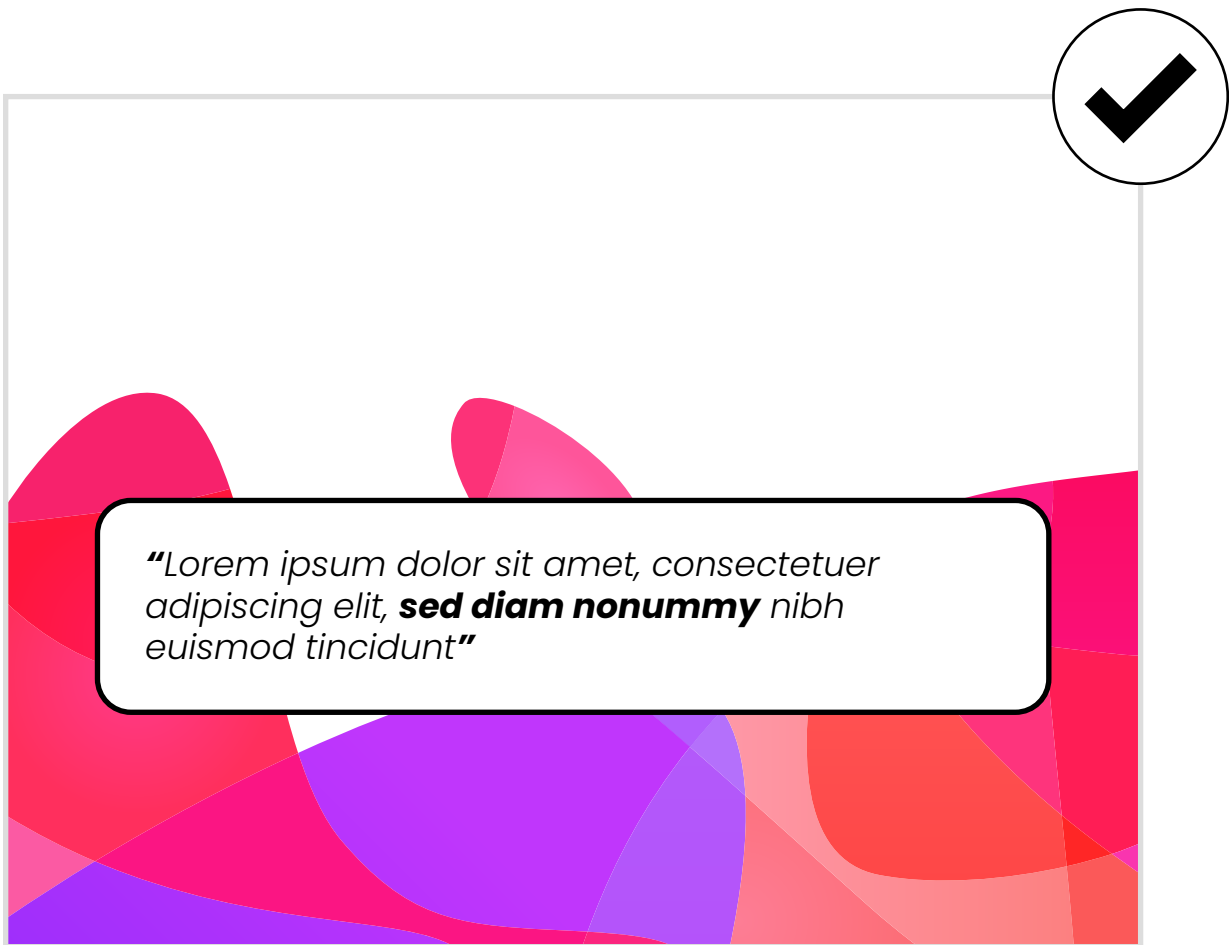 “Lorem ipsum dolor sit amet, consectetuer
adipiscing elit, sed diam nonummy nibh
euismod tincidunt”